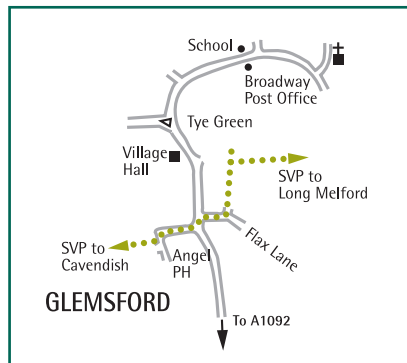 School
Broadway
Post Office
Tye Green
Village
Hall
SVP to
Long Melford
SVP to
Cavendish
Angel
PH
Flax Lane
GLEMSFORD
To A1092